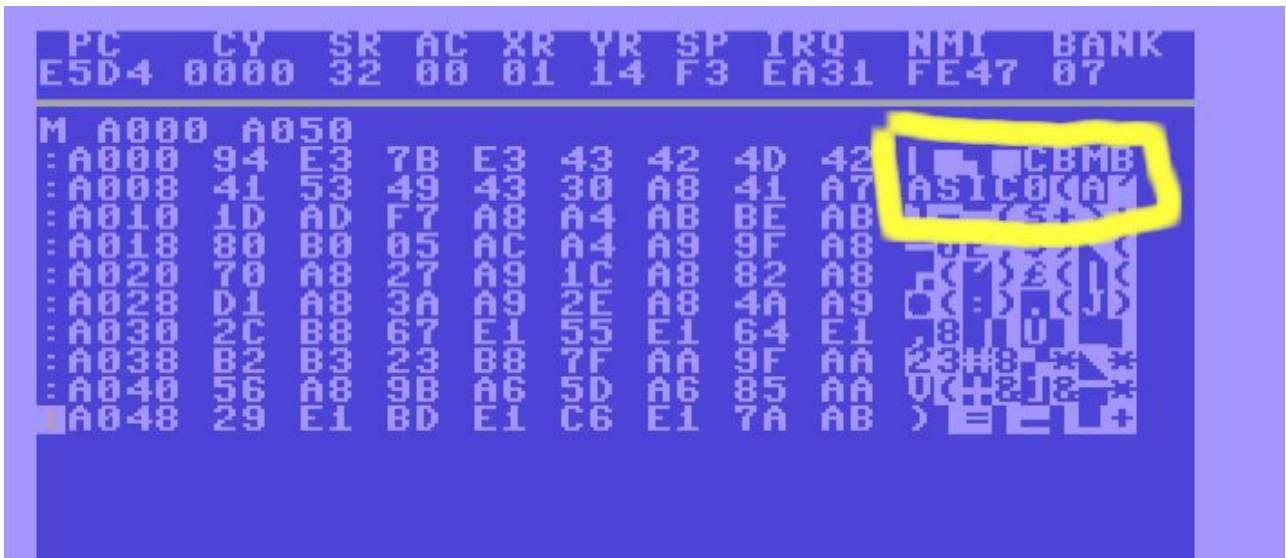 PC CY SR AC XR YR SP IRQ NMI BANK
E5D4 0000 32 00 01 14 F3 EA31 FE47 07
M A000 A050
:A000 94 E3 7B E3 43 42 4D 42 CBMB
:A008 41 53 49 43 30 A8 41 A7 ASIC0(A'
:A010 1D AD F7 A8 A4 AB BE AB
:A018 80 B0 05 AC A4 A9 9F A8
:A020 70 A8 27 A9 1C A8 82 A8
:A028 D1 A8 3A A9 2E A8 4A A9
:A030 2C B8 67 E1 55 E1 64 E1
:A038 B2 B3 23 B8 7F AA 9F AA 23#8
:A040 56 A8 9B A6 5D A6 85 AA
:A048 29 E1 BD E1 C6 E1 7A AB